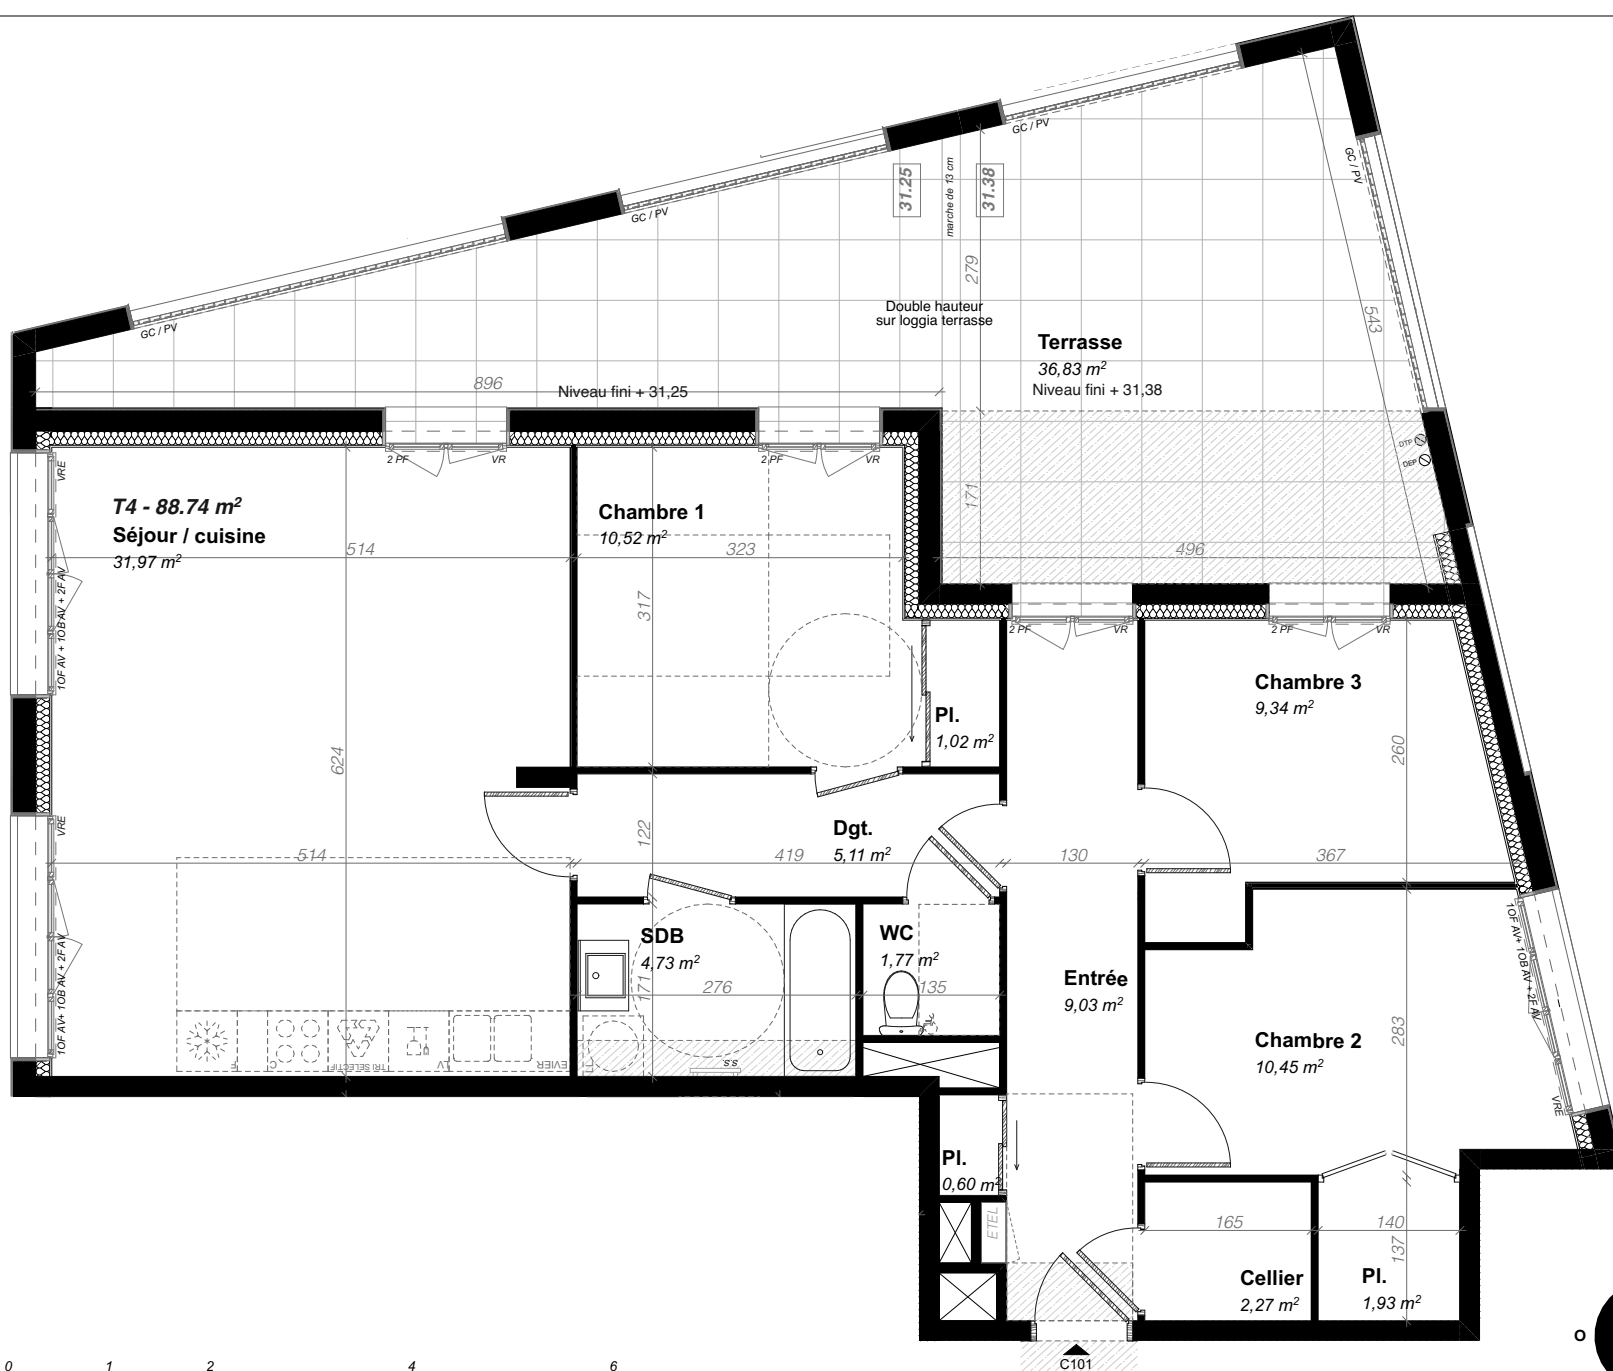 GC / PV
GC / PV
31.25
marche de 13 cm
31.38
GC / PV
GC / PV
279
Double hauteur
sur loggia terrasse
GC / PV
543
Terrasse
36,83 m²
896
Niveau fini + 31,25
Niveau fini + 31,38
DTP
DEP
2 PF
VR
2 PF
VR
VRE
171
T4 - 88.74 m²
Séjour / cuisine
31,97 m²
Chambre 1
10,52 m²
514
323
496
1OF AV + 1OB AV + 2F AV
317
2 PF
VR
2 PF
VR
Chambre 3
9,34 m²
Pl.
1,02 m²
624
260
VRE
122
Dgt.
5,11 m²
514
419
130
367
1OF AV+ 1OB AV + 2F AV
SDB
4,73 m²
WC
1,77 m²
171
276
135
Entrée
9,03 m²
1OF AV+ 1OB AV + 2F AV
283
Chambre 2
10,45 m²
F
C
TRI SELECTIF
LV
EVIER
S.S
VRE
Pl.
0,60 m²
ETEL
165
140
137
Cellier
2,27 m²
Pl.
1,93 m²
O
C101
0 1 2 4 6